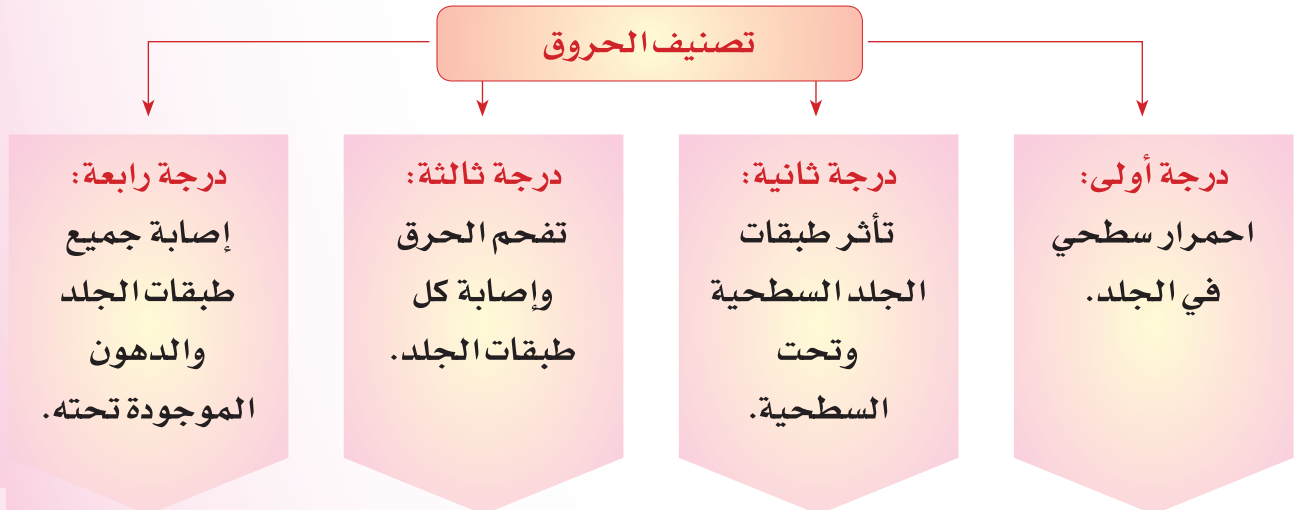 تصنيف الحروق
درجة أولى:
احمرار سطحي
في الجلد.
درجة ثانية:
تأثر طبقات
الجلد السطحية
وتحت
السطحية.
درجة ثالثة:
تفحم الحرق
وإصابة كل
طبقات الجلد.
درجة رابعة:
إصابة جميع
طبقات الجلد
والدهون
الموجودة تحته.